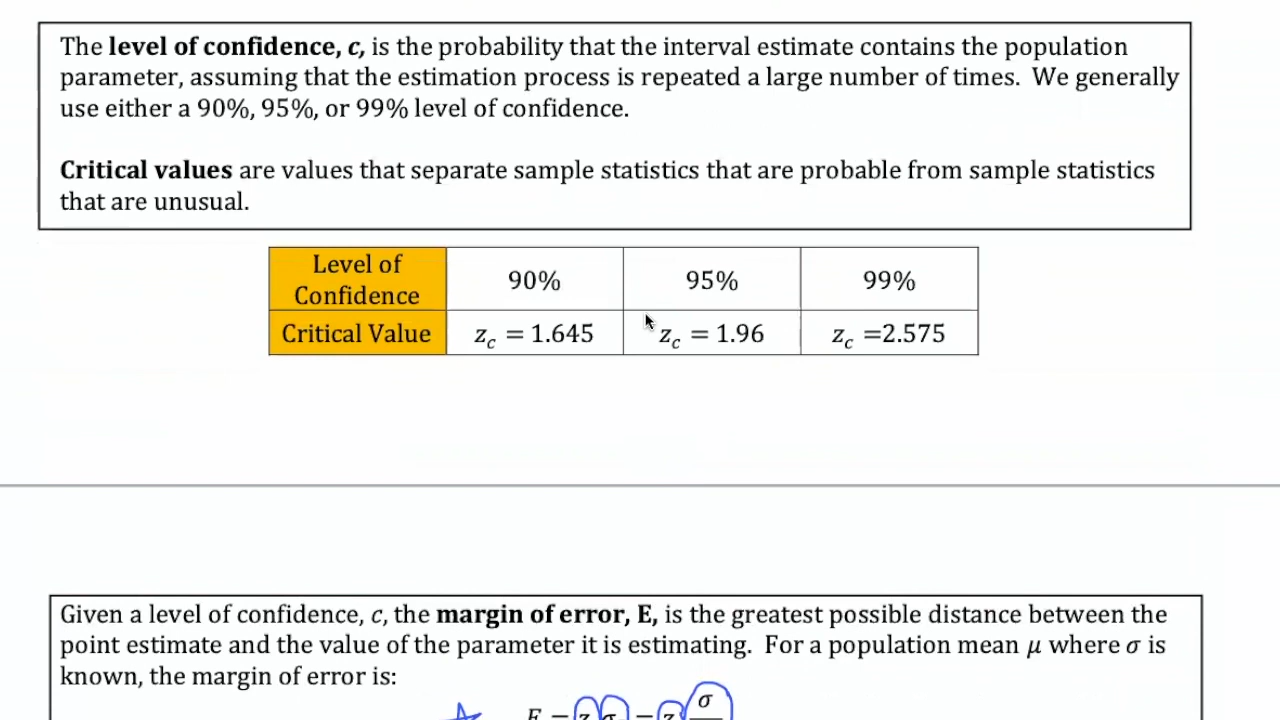 The level of confidence, c, is the probability that the interval estimate contains the population
parameter, assuming that the estimation process is repeated a large number of times. We generally
use either a 90%, 95%, or 99% level of confidence.
Critical values are values that separate sample statistics that are probable from sample statistics
that are unusual.
Level of
Confidence
90%
95%
99%
Critical Value
z_c = 1.645
z_c = 1.96
z_c =2.575
Given a level of confidence, c, the margin of error, E, is the greatest possible distance between the
point estimate and the value of the parameter it is estimating. For a population mean μ where σ is
known, the margin of error is:
σ